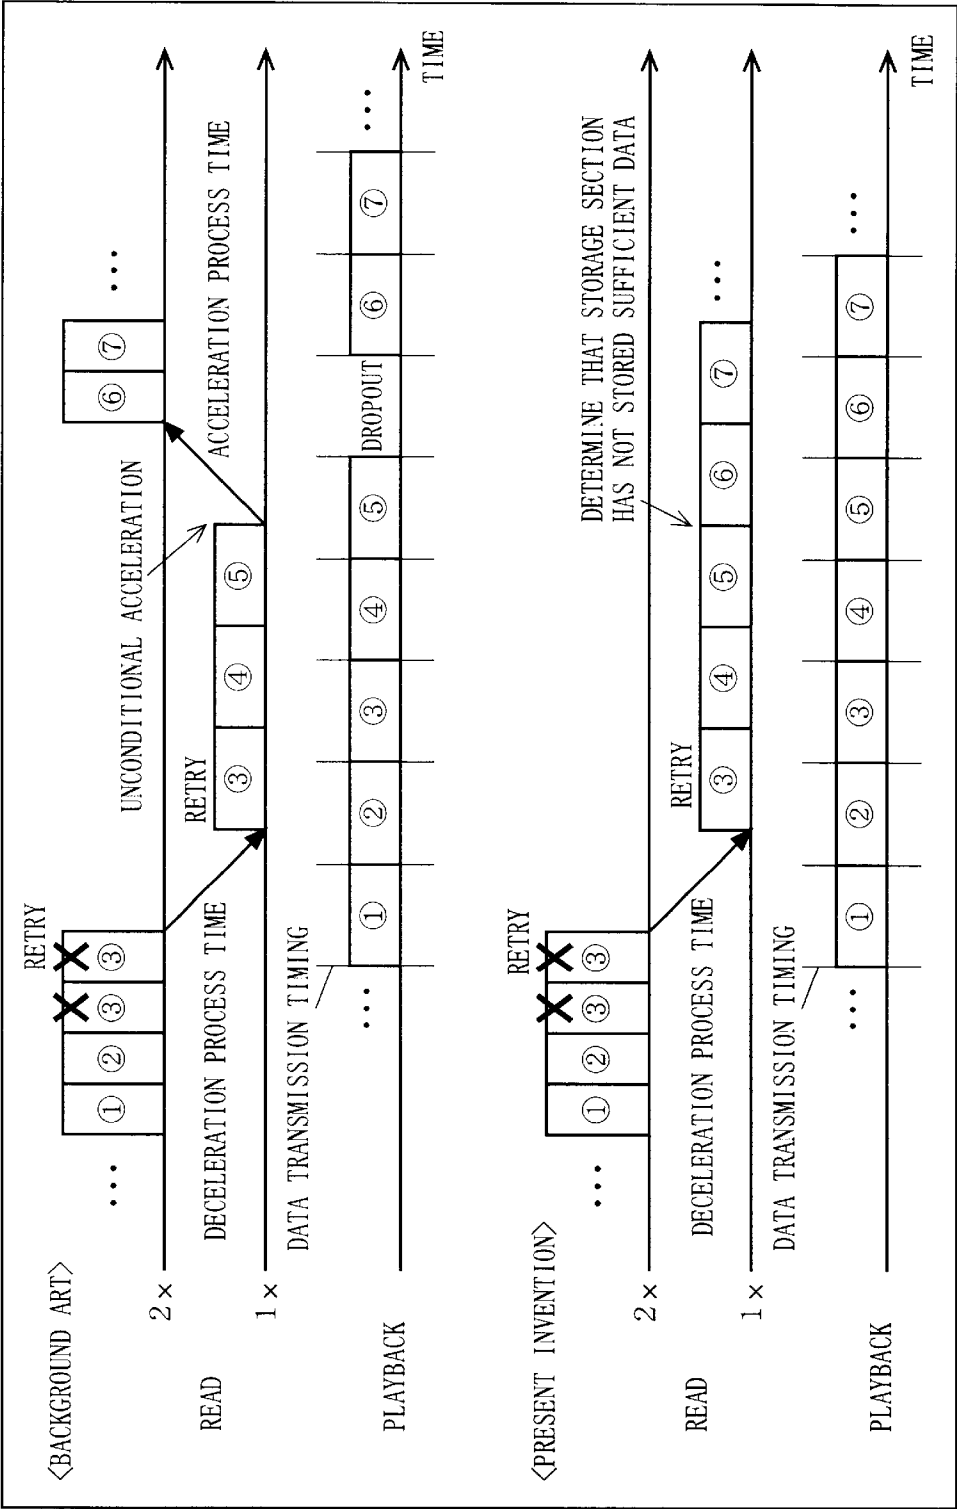 <BACKGROUND ART>
RETRY
... ① ② ③ ③ ⑥ ⑦ ...
2×
UNCONDITIONAL ACCELERATION
ACCELERATION PROCESS TIME
READ
DECELERATION PROCESS TIME
RETRY
③ ④ ⑤
1×
DATA TRANSMISSION TIMING
PLAYBACK
... ① ② ③ ④ ⑤ DROPOUT ⑥ ⑦ ...
TIME
<PRESENT INVENTION>
RETRY
... ① ② ③ ③
2×
DETERMINE THAT STORAGE SECTION
HAS NOT STORED SUFFICIENT DATA
READ
DECELERATION PROCESS TIME
RETRY
③ ④ ⑤ ⑥ ⑦ ...
1×
DATA TRANSMISSION TIMING
PLAYBACK
... ① ② ③ ④ ⑤ ⑥ ⑦ ...
TIME